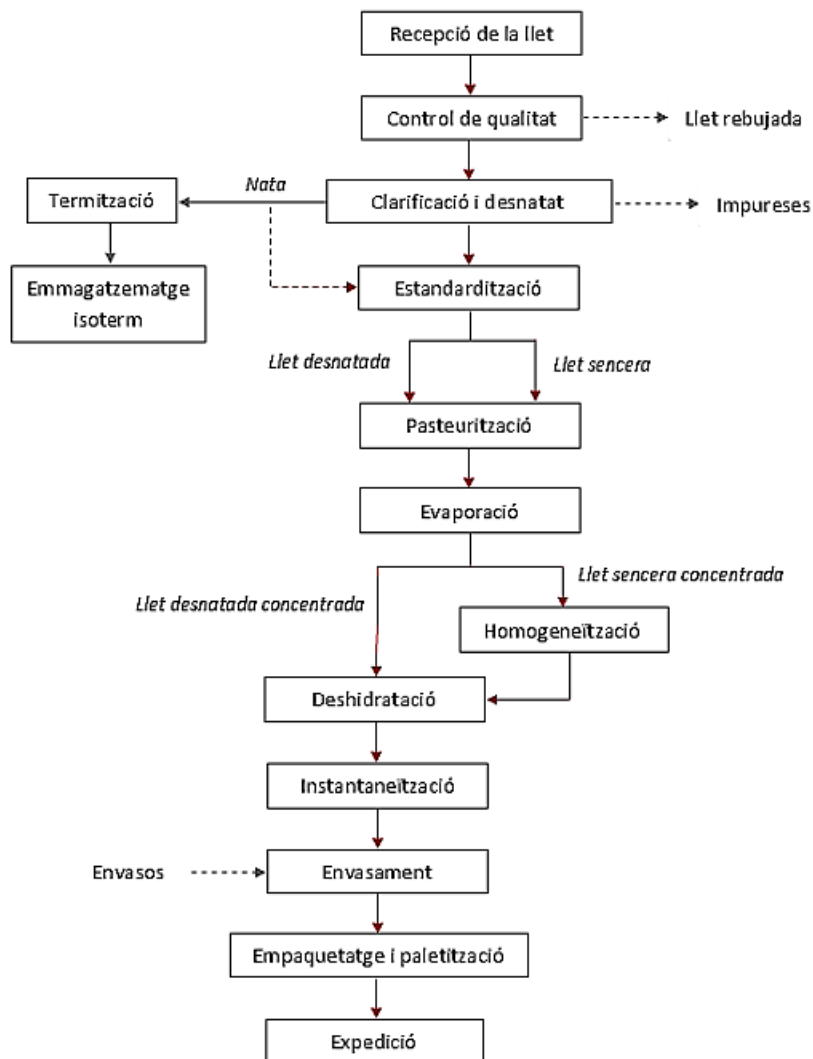 Recepció de la llet
Control de qualitat
Llet rebujada
Nata
Termització
Clarificació i desnatat
Impureses
Emmagatzematge
isoterm
Estandardització
Llet desnatada
Llet sencera
Pasteurització
Evaporació
Llet sencera concentrada
Llet desnatada concentrada
Homogeneïtzació
Deshidratació
Instantaneïtzació
Envasos
Envasament
Empaquetatge i paletització
Expedició